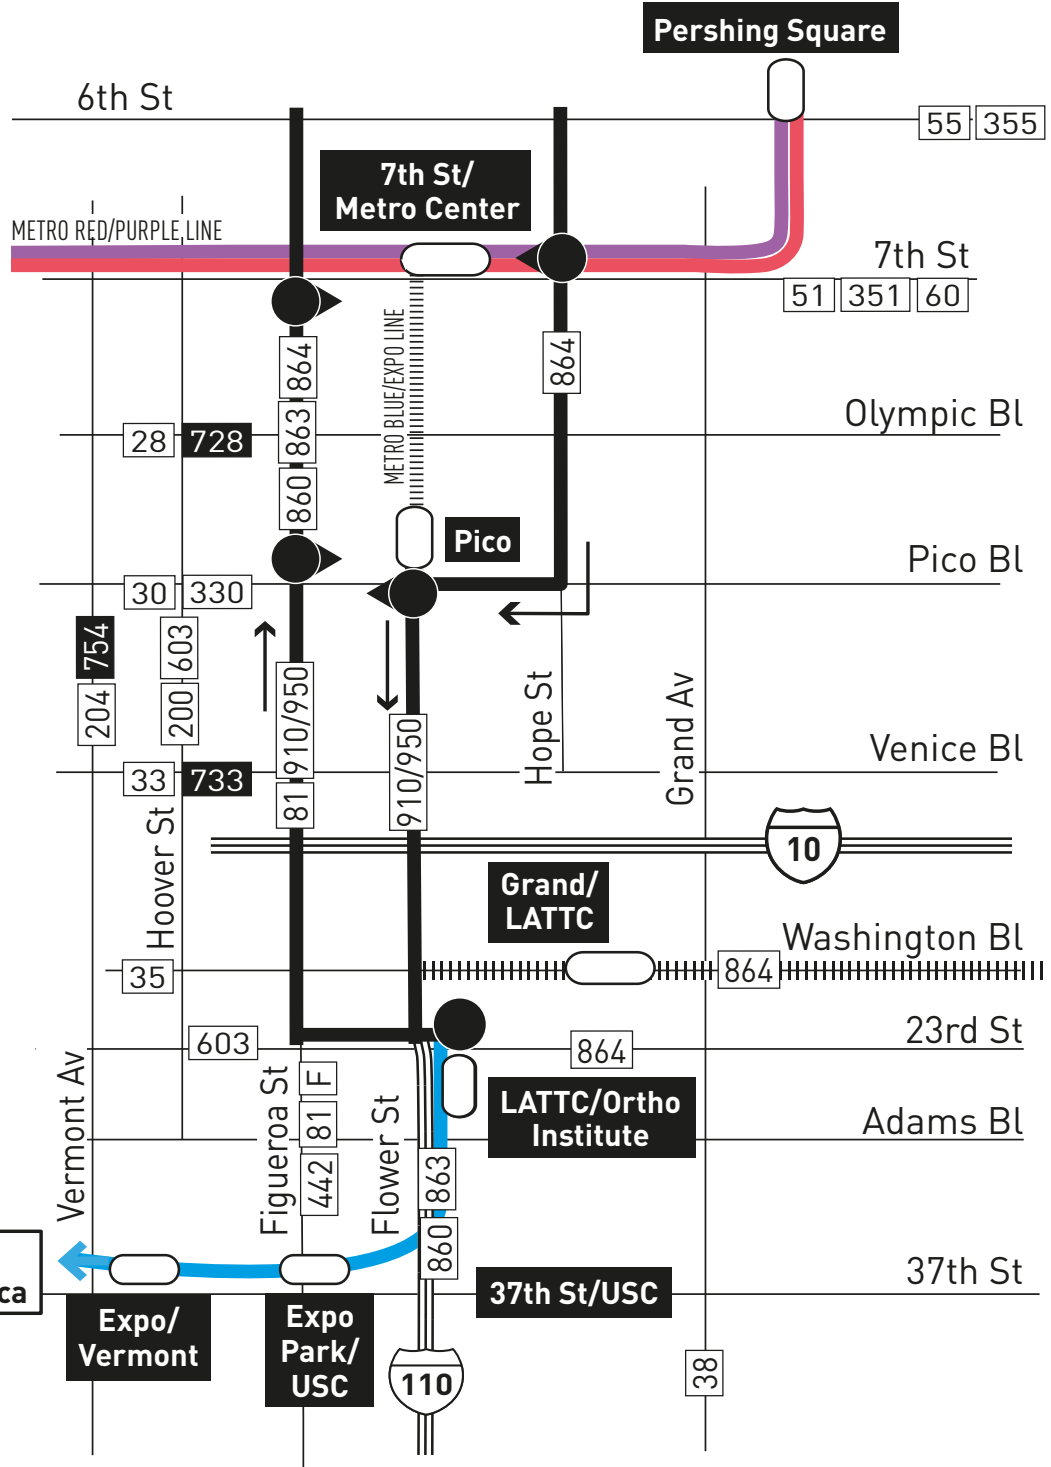 Pershing Square
6th St
55
355
7th St/
Metro Center
METRO RED/PURPLE LINE
7th St
51
351
60
864
863
860
METRO BLUE/EXPO LINE
864
Olympic Bl
28
728
Pico
Pico Bl
30
330
754
204
603
200
910/950
81
910/950
Hope St
Grand Av
Venice Bl
33
733
Hoover St
10
Grand/
LATTC
Washington Bl
35
864
23rd St
603
864
Vermont Av
Figueroa St
F
81
442
Flower St
LATTC/Ortho
Institute
Adams Bl
863
860
ca
37th St
37th St/USC
Expo/
Vermont
Expo
Park/
USC
110
38